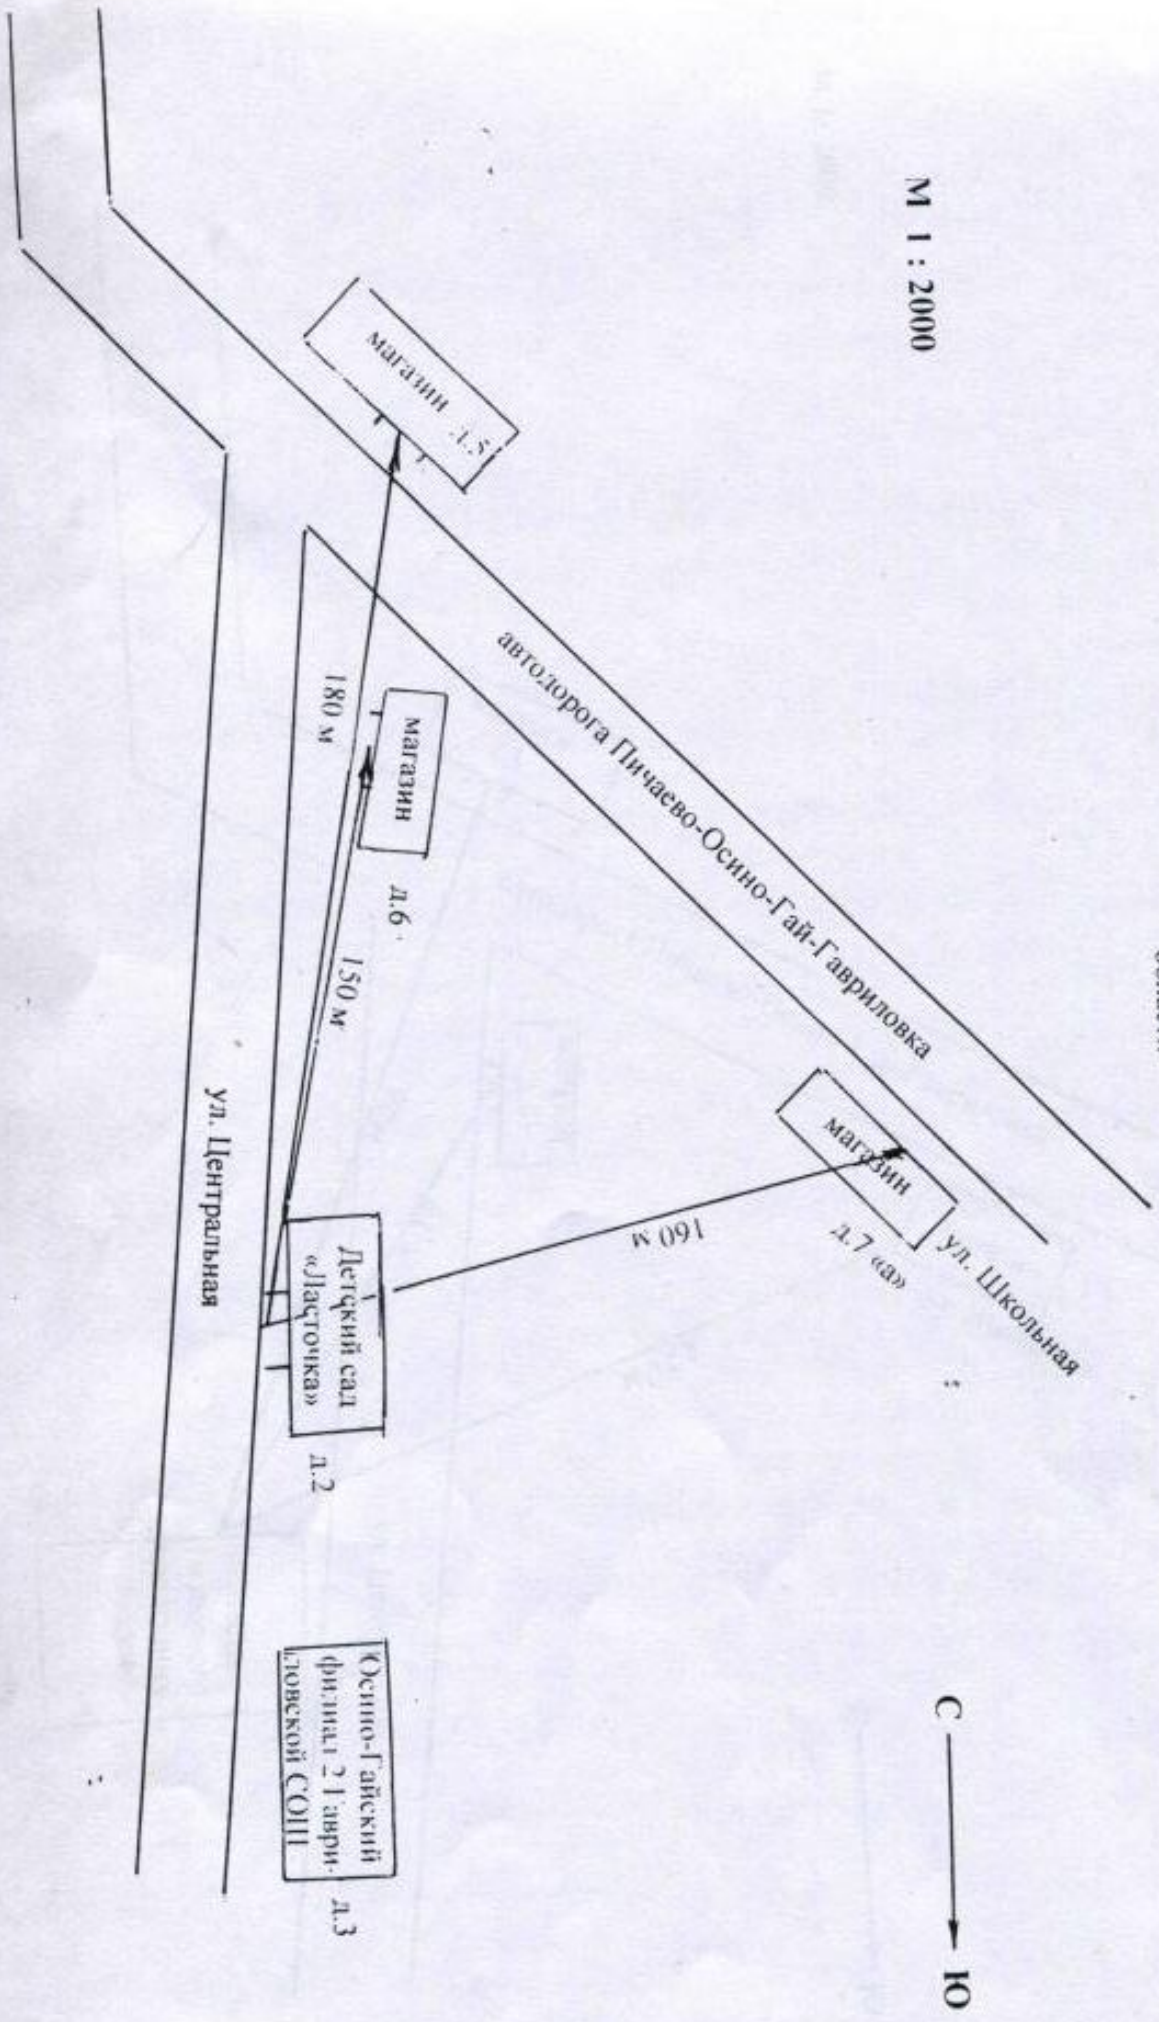 М 1 : 2000
магазин д.5
автодорога Пичаево-Осино-Гай-Гавриловка
магазин
д.7 «а»
ул. Школьная
магазин
д.6
180 м
150 м
160 м
Детский сад
«Ласточка»
д.2
Осино-Гайский
филиал 2 Гаври-
ловской СОШ
д.3
ул. Центральная
С
Ю